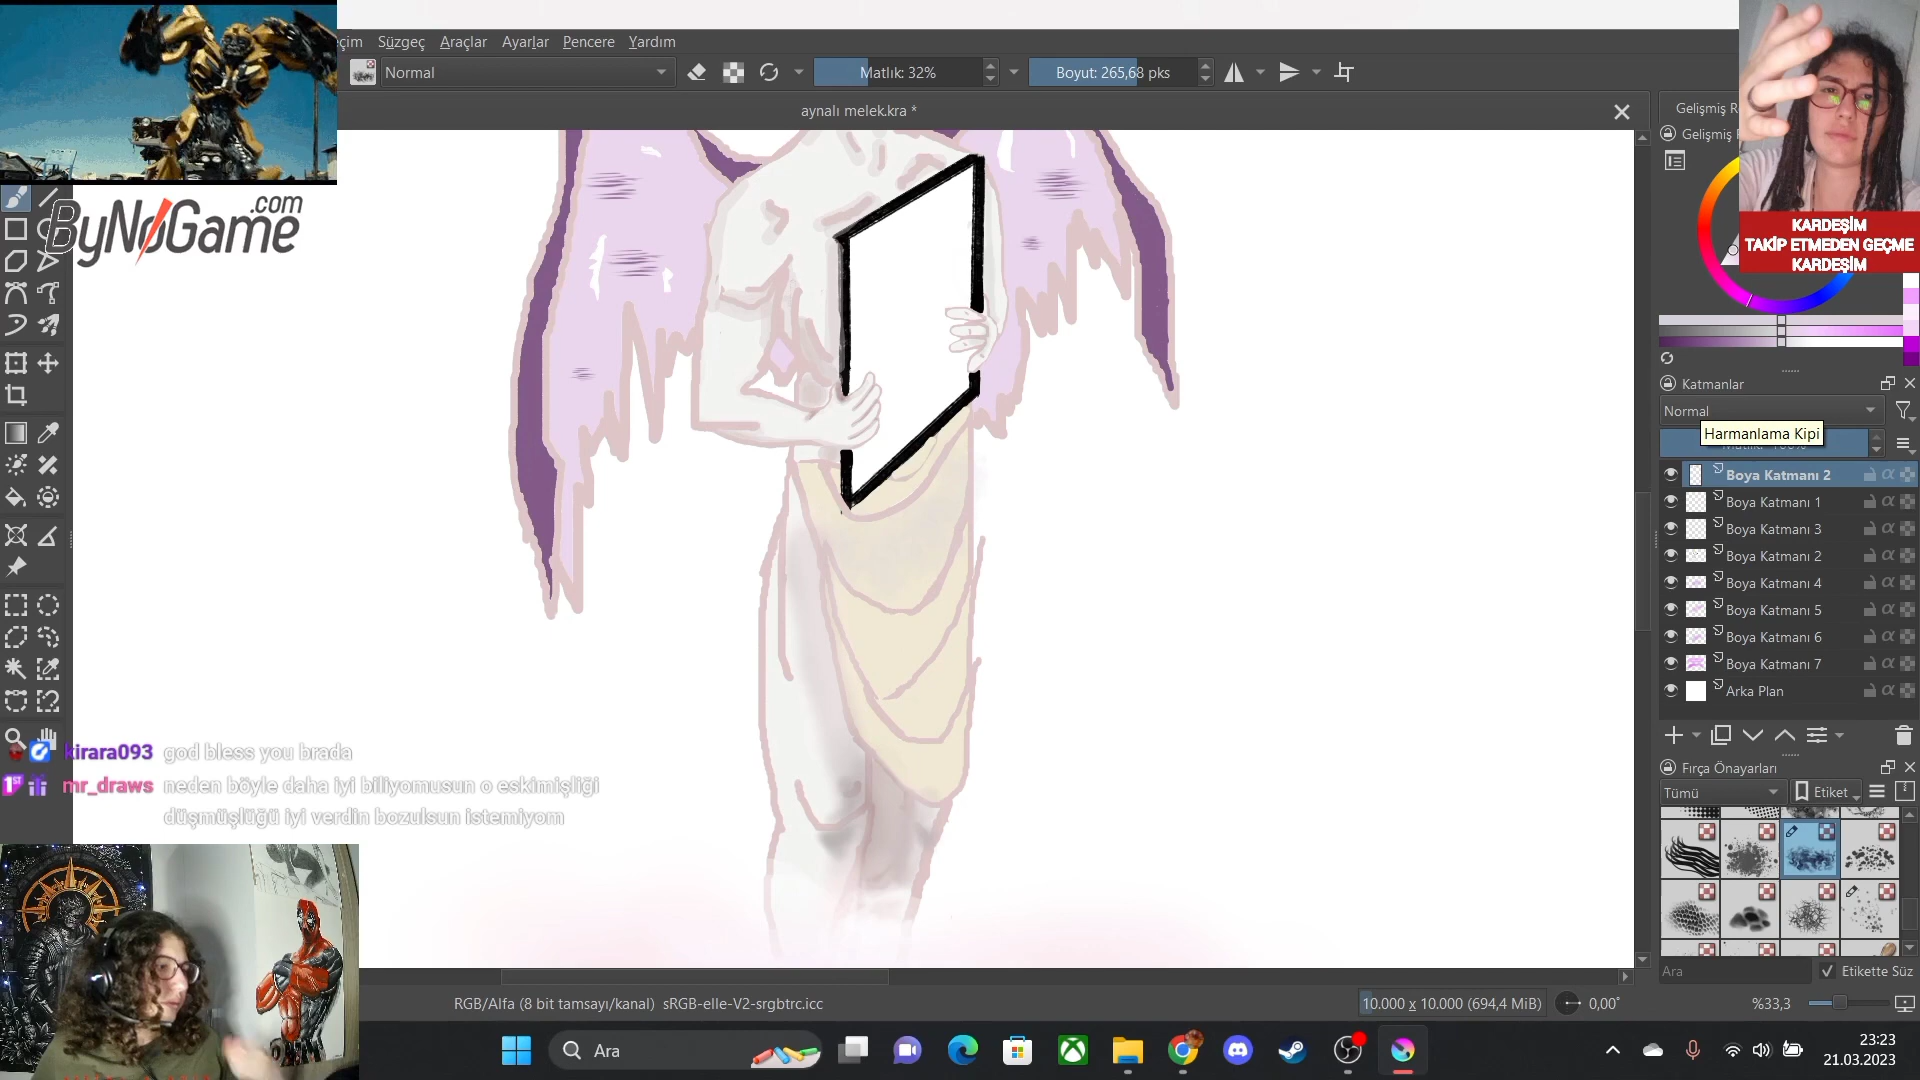 Süzgeç Araçlar Ayarlar Pencere Yardım
Normal
Matlık: 32%
Boyut: 265,68 pks
aynalı melek.kra *
ByNoGame.com
Gelişmiş R
Gelişmiş
KARDEŞİM
TAKİP ETMEDEN GEÇME
KARDEŞİM
Katmanlar
Normal
Harmanlama Kipi
Boya Katmanı 2
Boya Katmanı 1
Boya Katmanı 3
Boya Katmanı 2
Boya Katmanı 4
Boya Katmanı 5
Boya Katmanı 6
Boya Katmanı 7
Arka Plan
Fırça Önayarları
Tümü
Etiket
Ara
Etikette Süz
kirara093 god bless you brada
1ST mr_draws neden böyle daha iyi biliyomusun o eskimişliği
düşmüşlüğü iyi verdin bozulsun istemiyom
RGB/Alfa (8 bit tamsayı/kanal) sRGB-elle-V2-srgbtrc.icc
10.000 x 10.000 (694,4 MiB)
0,00°
%33,3
Ara
23:23
21.03.2023